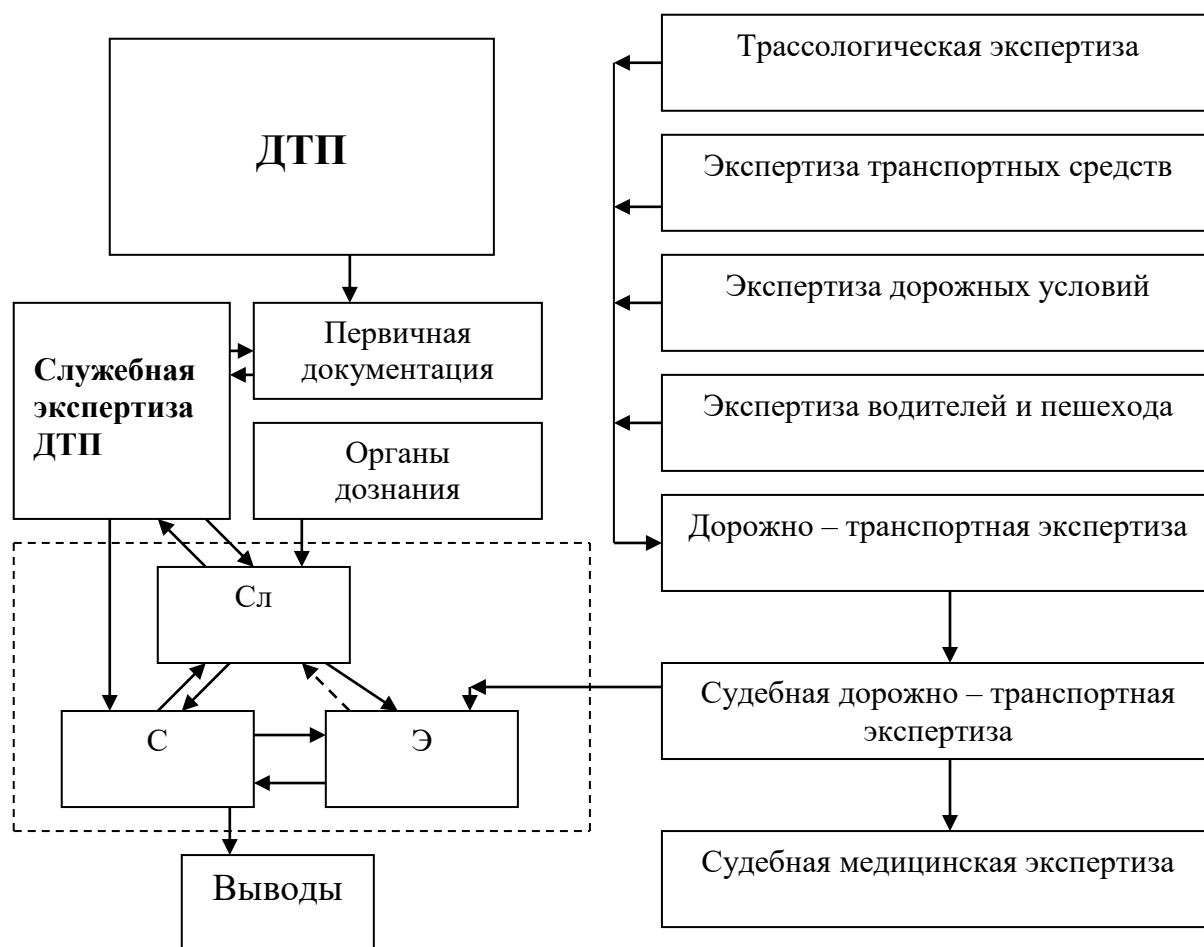 ДТП
Первичная
документация
Служебная
экспертиза
ДТП
Органы
дознания
Сл
С
Э
Выводы
Трассологическая экспертиза
Экспертиза транспортных средств
Экспертиза дорожных условий
Экспертиза водителей и пешехода
Дорожно – транспортная экспертиза
Судебная дорожно – транспортная
экспертиза
Судебная медицинская экспертиза